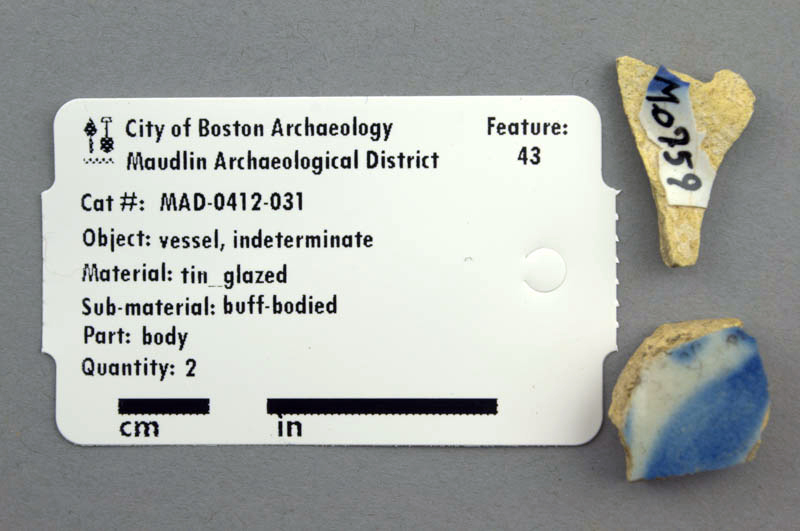 City of Boston Archaeology
Maudlin Archaeological District
Feature:
43
Cat #: MAD-0412-031
Object: vessel, indeterminate
Material: tin_glazed
Sub-material: buff-bodied
Part: body
Quantity: 2
cm in
M0759